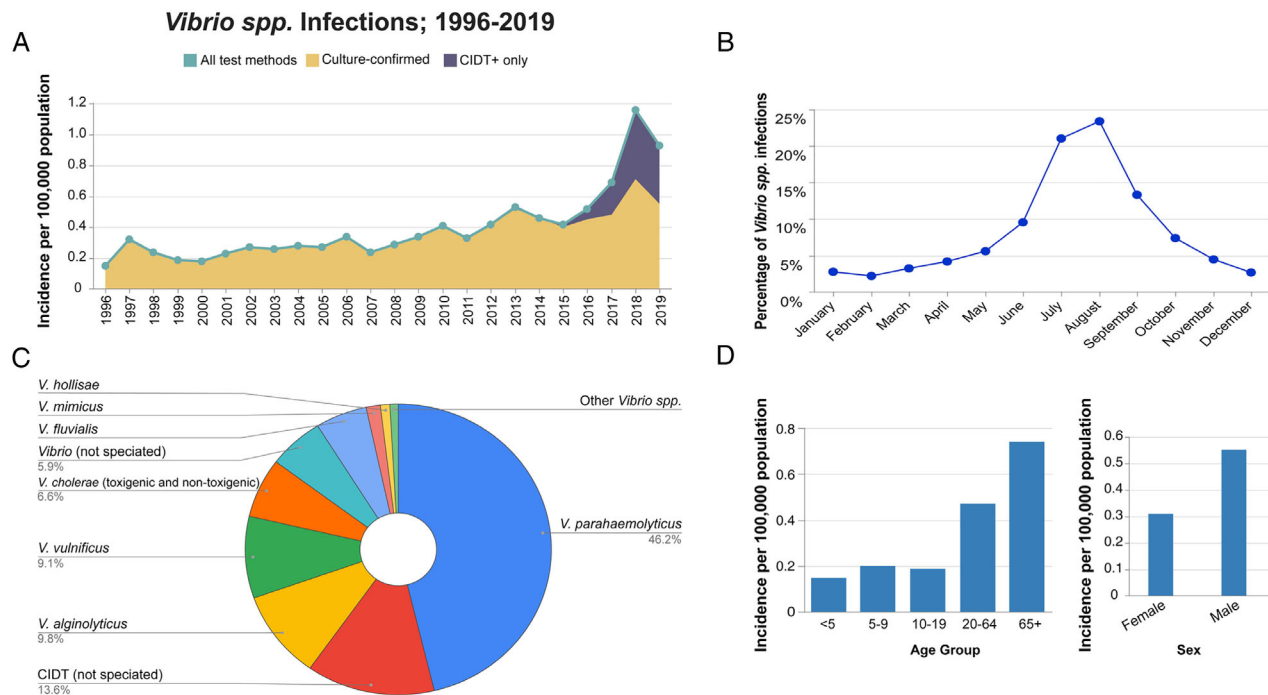 Vibrio spp. Infections; 1996-2019
A
All test methods
Culture-confirmed
CIDT+ only
Incidence per 100,000 population
1.2
1.0
0.8
0.6
0.4
0.2
0
1996
1997
1998
1999
2000
2001
2002
2003
2004
2005
2006
2007
2008
2009
2010
2011
2012
2013
2014
2015
2016
2017
2018
2019
B
Percentage of Vibrio spp. infections
25%
20%
15%
10%
5%
0%
January
February
March
April
May
June
July
August
September
October
November
December
C
V. hollisae
V. mimicus
V. fluvialis
Vibrio (not speciated)
5.9%
V. cholerae (toxigenic and non-toxigenic)
6.6%
V. vulnificus
9.1%
V. alginolyticus
9.8%
CIDT (not speciated)
13.6%
Other Vibrio spp.
V. parahaemolyticus
46.2%
D
Incidence per 100,000 population
0.8
0.6
0.4
0.2
0
<5
5-9
10-19
20-64
65+
Age Group
Incidence per 100,000 population
0.6
0.5
0.4
0.3
0.2
0.1
0
Female
Male
Sex